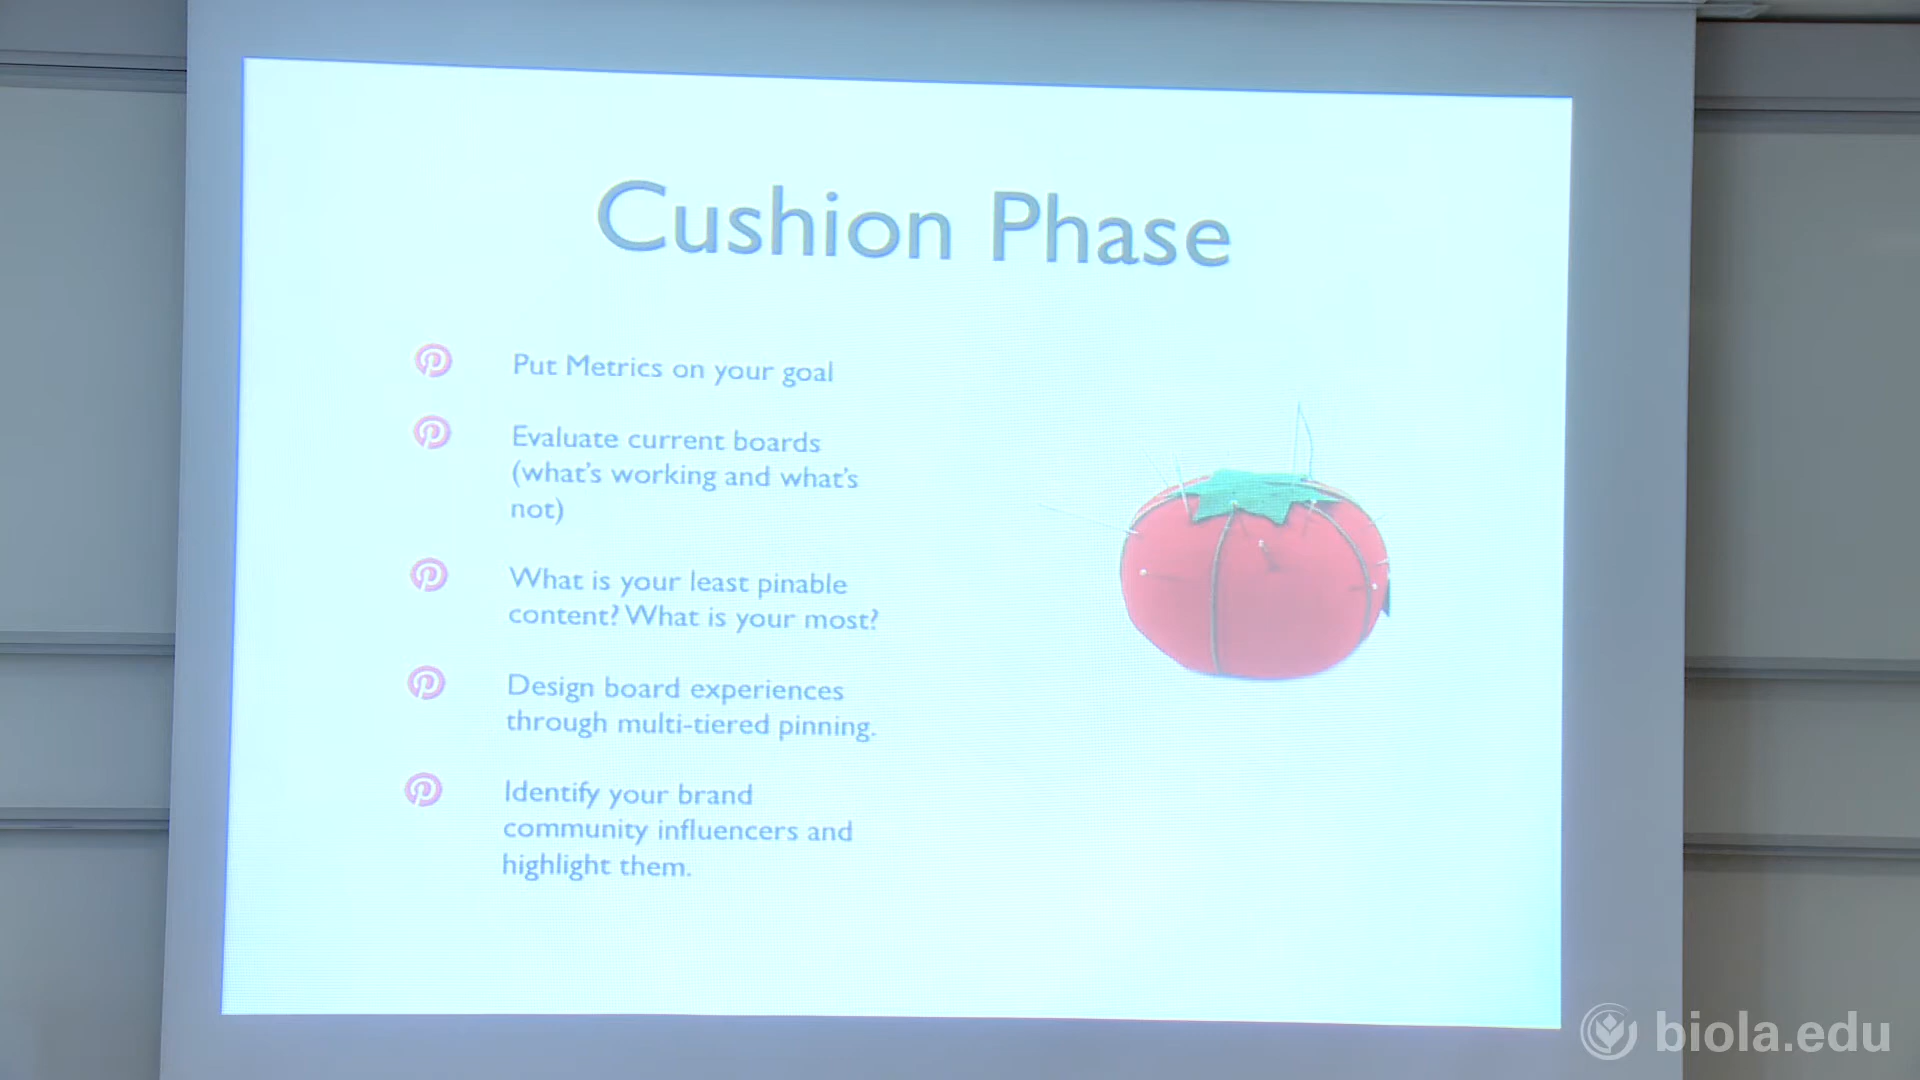 Cushion Phase
Put Metrics on your goal
Evaluate current boards
(what's working and what's
not)
What is your least pinable
content? What is your most?
Design board experiences
through multi-tiered pinning.
Identify your brand
community influencers and
highlight them.
biola.edu